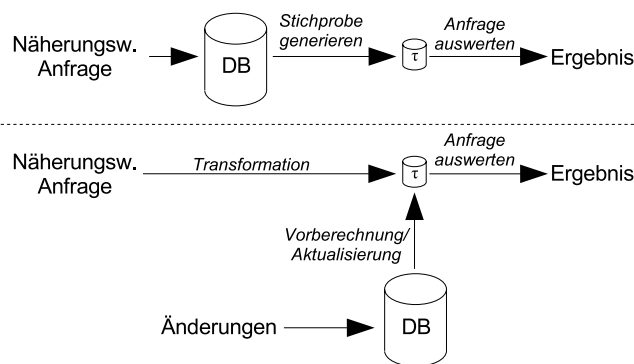 Näherungsw.
Anfrage
DB
Stichprobe
generieren
τ
Anfrage
auswerten
Ergebnis
Näherungsw.
Anfrage
Transformation
τ
Anfrage
auswerten
Ergebnis
Vorberechnung/
Aktualisierung
Änderungen
DB